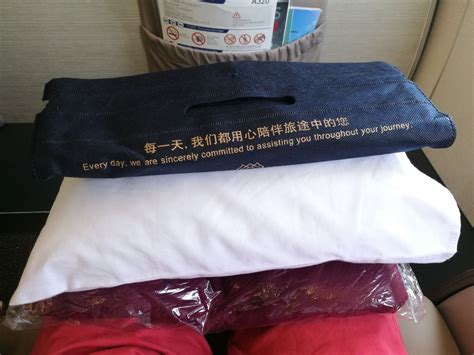 A320
每一天,我们都用心陪伴旅途中的您
Every day, we are sincerely committed to assisting you throughout your journey.